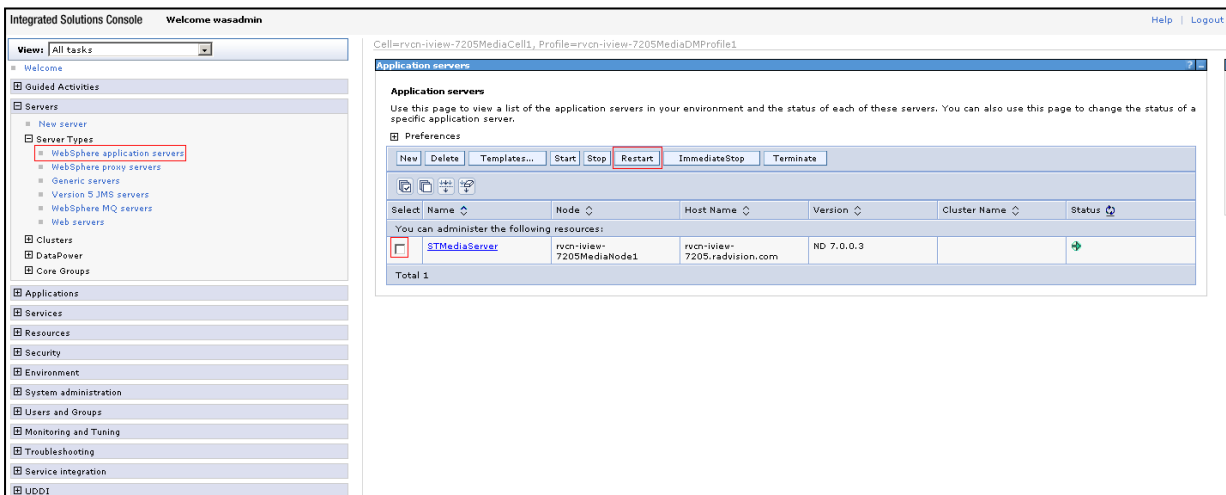 Integrated Solutions Console Welcome wasadmin Help | Logout
View: All tasks
Welcome
Guided Activities
Servers
New server
Server Types
WebSphere application servers
WebSphere proxy servers
Generic servers
Version 5 JMS servers
WebSphere MQ servers
Web servers
Clusters
DataPower
Core Groups
Applications
Services
Resources
Security
Environment
System administration
Users and Groups
Monitoring and Tuning
Troubleshooting
Service integration
UDDI
Cell=rvcn-iview-7205MediaCell1, Profile=rvcn-iview-7205MediaDMProfile1
Application servers ? _
Application servers
Use this page to view a list of the application servers in your environment and the status of each of these servers. You can also use this page to change the status of a
specific application server.
Preferences
New Delete Templates... Start Stop Restart ImmediateStop Terminate
Select Name Node Host Name Version Cluster Name Status
You can administer the following resources:
STMediaServer rvcn-iview- rvcn-iview- ND 7.0.0.3
7205MediaNode1 7205.radvision.com
Total 1